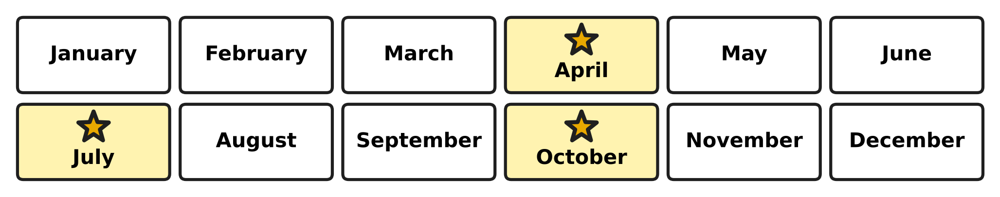 January
February
March
April
May
June
July
August
September
October
November
December